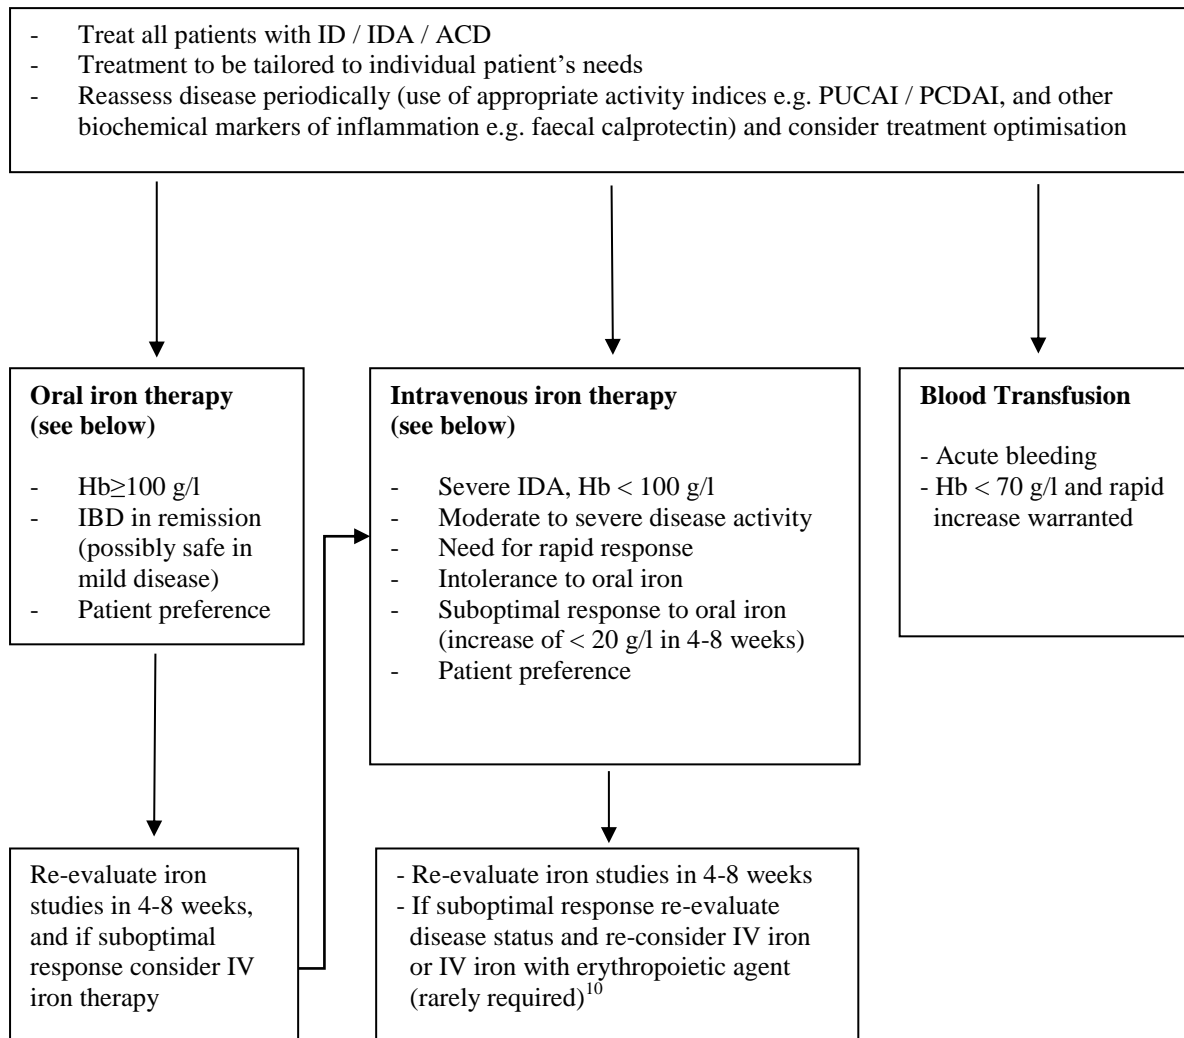 - Treat all patients with ID / IDA / ACD
- Treatment to be tailored to individual patient's needs
- Reassess disease periodically (use of appropriate activity indices e.g. PUCAI / PCDAI, and other
biochemical markers of inflammation e.g. faecal calprotectin) and consider treatment optimisation
Oral iron therapy
(see below)
- Hb≥100 g/l
- IBD in remission
(possibly safe in
mild disease)
- Patient preference
Intravenous iron therapy
(see below)
- Severe IDA, Hb < 100 g/l
- Moderate to severe disease activity
- Need for rapid response
- Intolerance to oral iron
- Suboptimal response to oral iron
(increase of < 20 g/l in 4-8 weeks)
- Patient preference
Blood Transfusion
- Acute bleeding
- Hb < 70 g/l and rapid
increase warranted
Re-evaluate iron
studies in 4-8 weeks,
and if suboptimal
response consider IV
iron therapy
- Re-evaluate iron studies in 4-8 weeks
- If suboptimal response re-evaluate
disease status and re-consider IV iron
or IV iron with erythropoietic agent
(rarely required)10